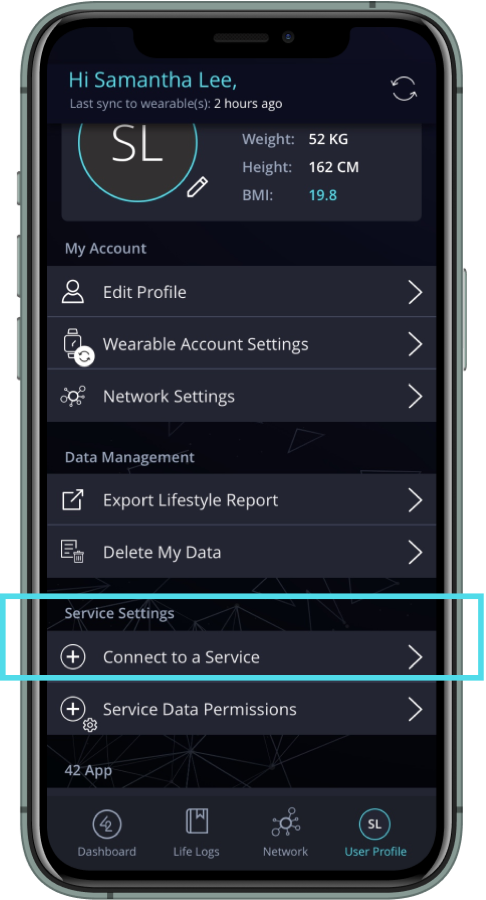 Hi Samantha Lee,
Last sync to wearable(s): 2 hours ago
SL
Weight: 52 KG
Height: 162 CM
BMI: 19.8
My Account
Edit Profile
Wearable Account Settings
Network Settings
Data Management
Export Lifestyle Report
Delete My Data
Service Settings
Connect to a Service
Service Data Permissions
42 App
42
SL
Dashboard
Life Logs
Network
User Profile